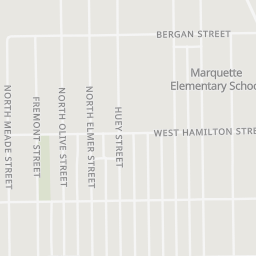 BERGAN STREET
Marquette
Elementary Schoo
WEST HAMILTON STRE
NORTH MEADE STREET
FREMONT STREET
NORTH OLIVE STREET
NORTH ELMER STREET
HUEY STREET